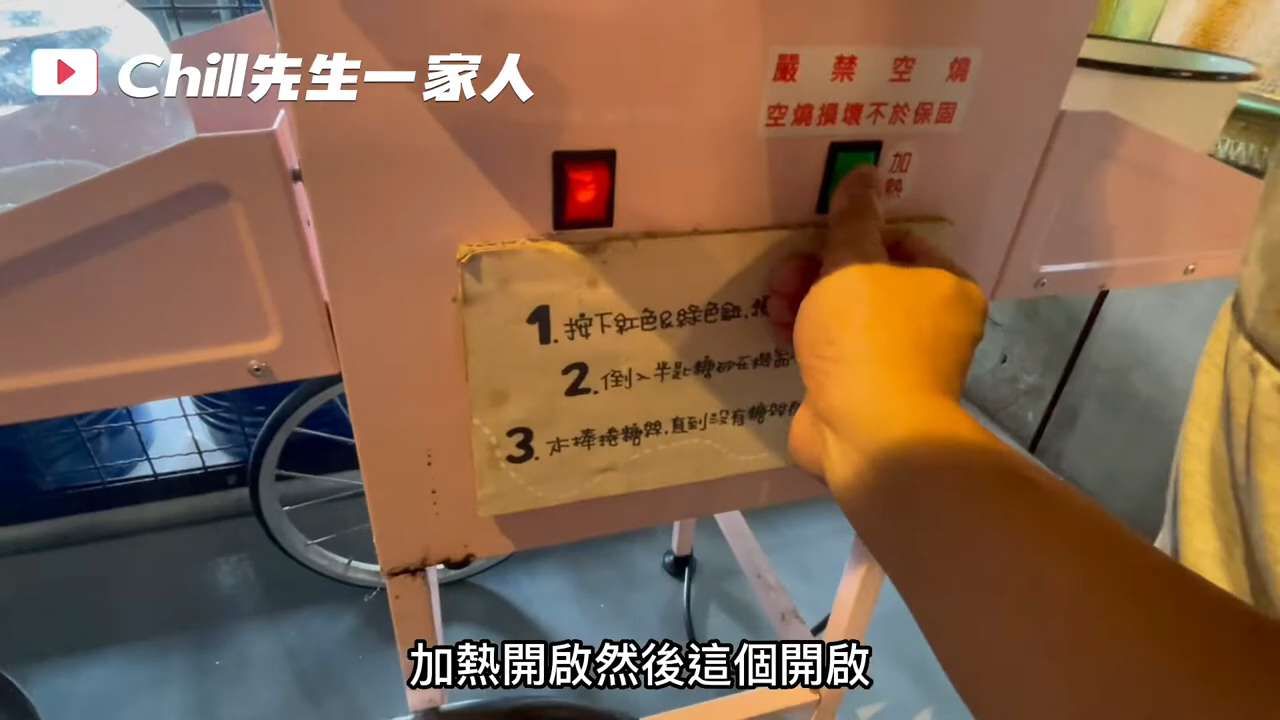 Chill先生一家人
嚴禁空燒
空燒損壞不於保固
加熱
1. 按下紅色&綠色鈕,
2. 倒入半匙糖砂在機器
3. 木棒捲糖絲,直到沒有糖絲
加熱開啟然後這個開啟